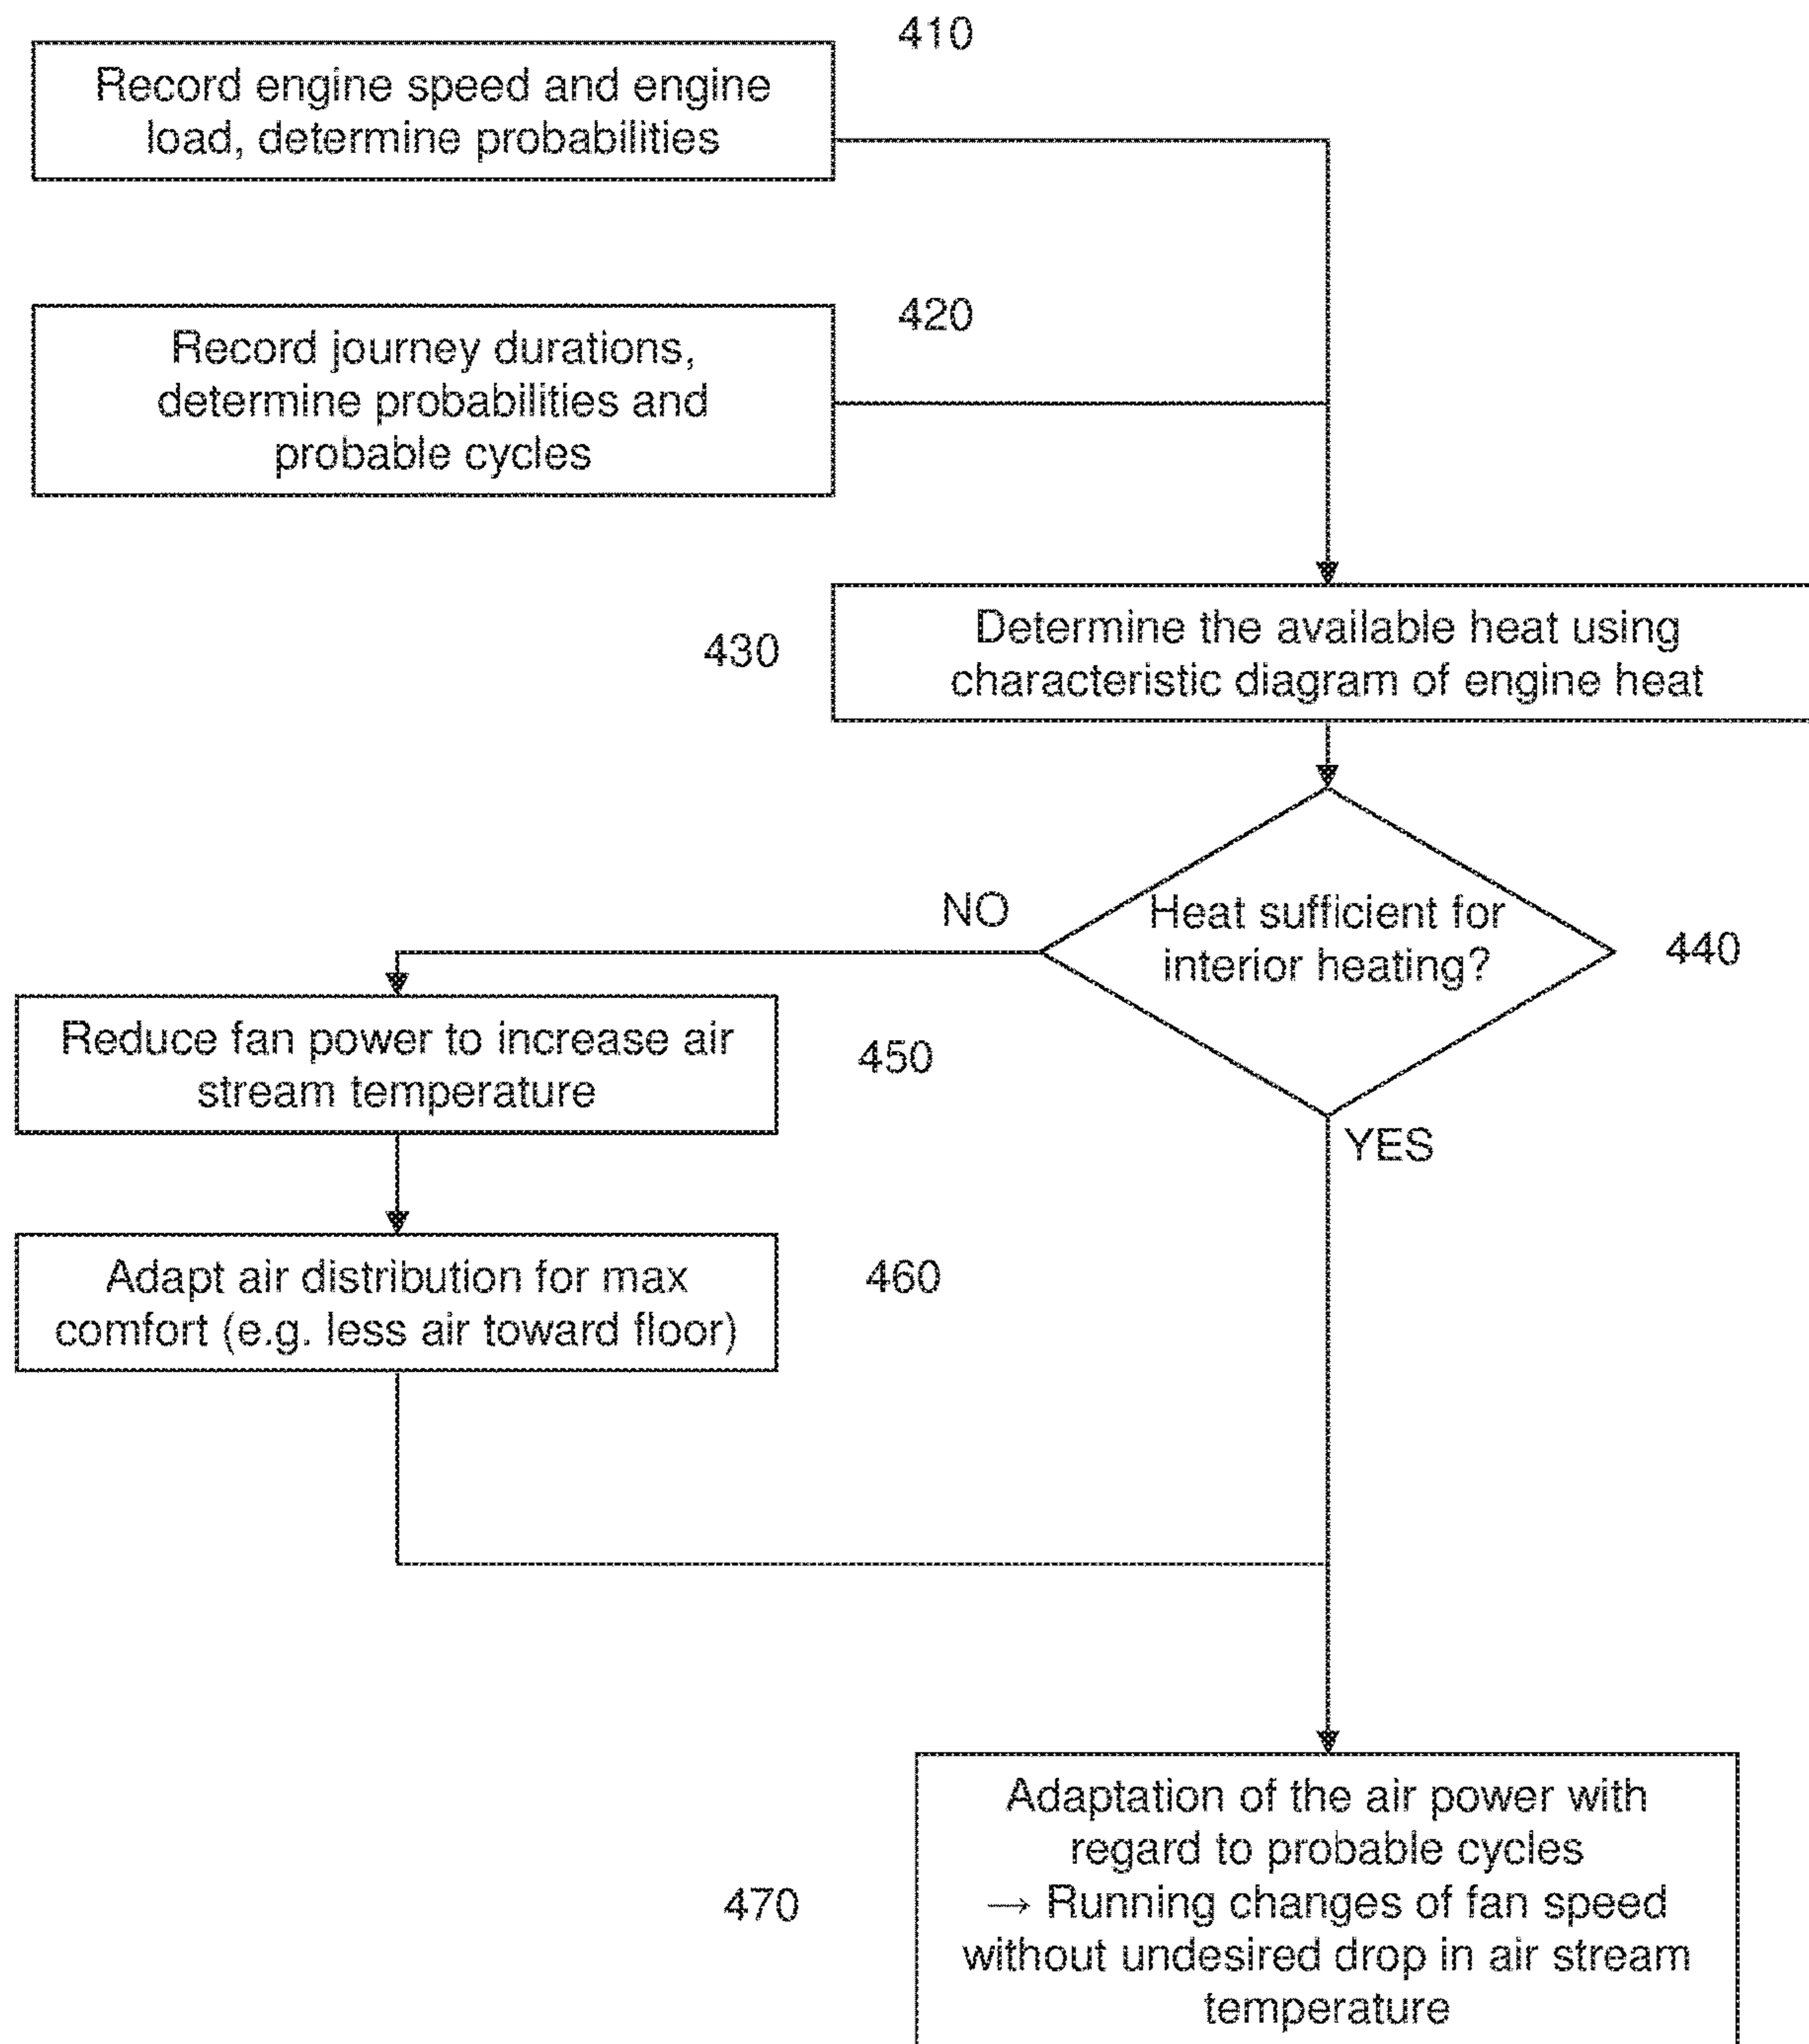 410
Record engine speed and engine
load, determine probabilities
420
Record journey durations,
determine probabilities and
probable cycles
430
Determine the available heat using
characteristic diagram of engine heat
NO
Heat sufficient for
interior heating?
440
Reduce fan power to increase air
stream temperature
450
YES
Adapt air distribution for max
comfort (e.g. less air toward floor)
460
470
Adaptation of the air power with
regard to probable cycles
→ Running changes of fan speed
without undesired drop in air stream
temperature